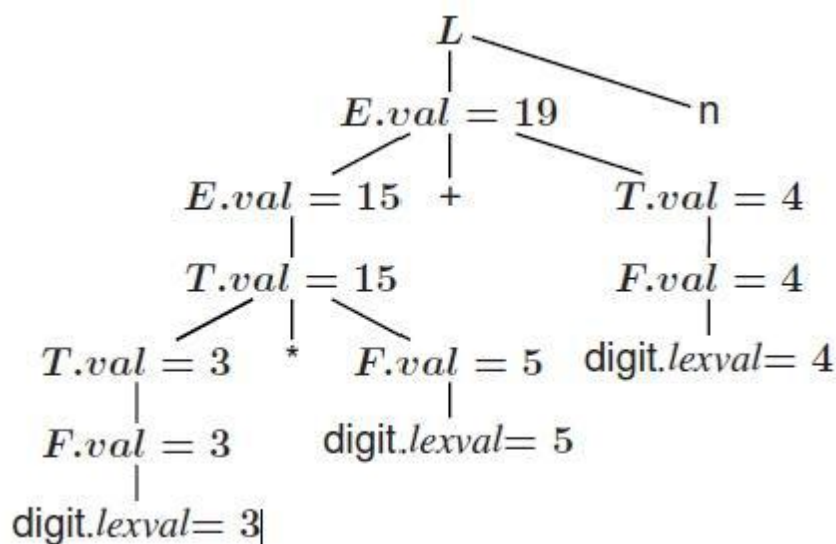 L
E.val = 19 n
E.val = 15 + T.val = 4
T.val = 15 F.val = 4
T.val = 3 * F.val = 5 digit.lexval= 4
F.val = 3 digit.lexval= 5
digit.lexval= 3